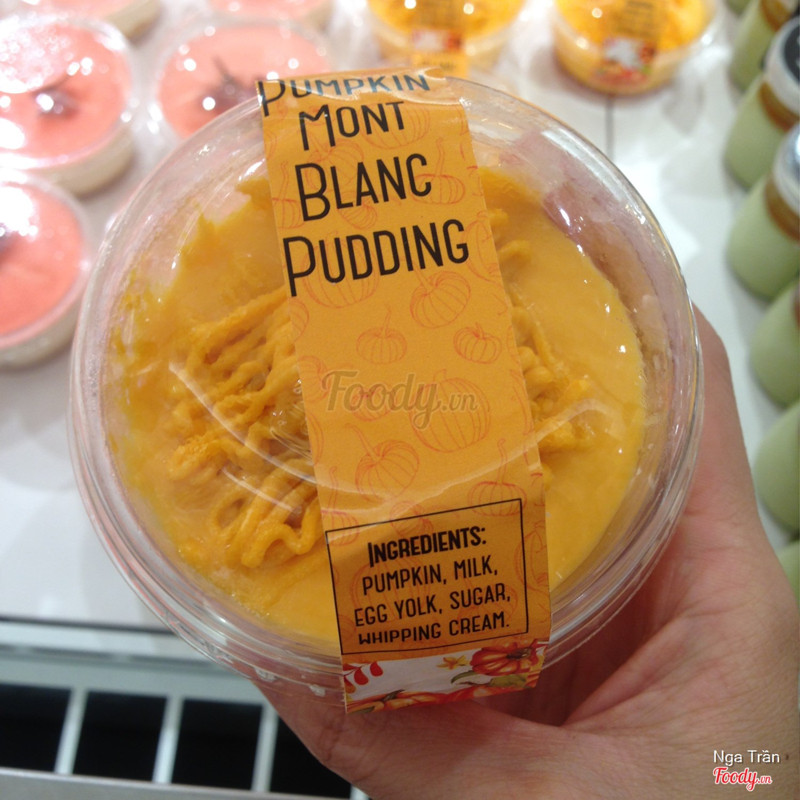 PUMPKIN
MONT
BLANC
PUDDING
Foody.vn
INGREDIENTS:
PUMPKIN, MILK,
EGG YOLK, SUGAR,
WHIPPING CREAM.
Nga Trần
Foody.vn